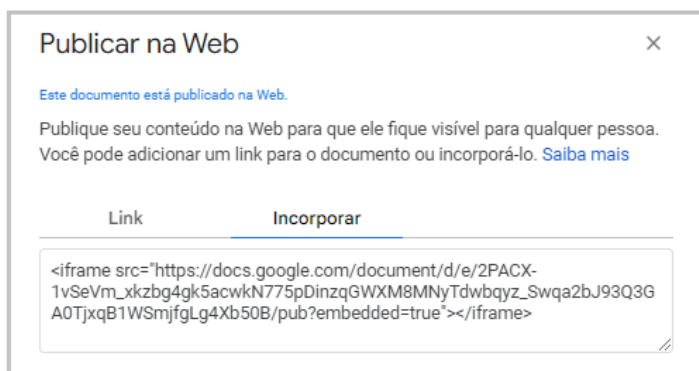 Publicar na Web
Este documento está publicado na Web.
Publique seu conteúdo na Web para que ele fique visível para qualquer pessoa.
Você pode adicionar um link para o documento ou incorporá-lo. Saiba mais
Link Incorporar
<iframe src="https://docs.google.com/document/d/e/2PACX-
1vSeVm_xkzbg4gk5acwkN775pDinzqGWXM8MNyTdwbqyz_Swqa2bJ93Q3G
A0TjxqB1WSmjfgLg4Xb50B/pub?embedded=true"></iframe>